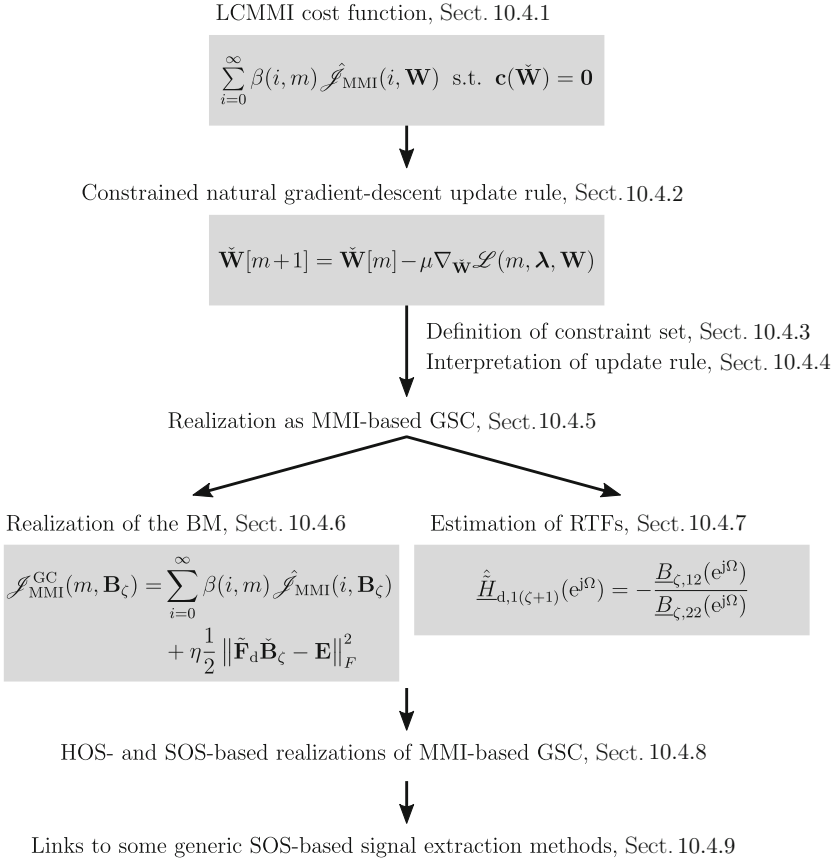 LCMMI cost function, Sect. 10.4.1
∑_{i=0}^{∞} β(i, m) 𝒥̂_MMI(i, 𝐖) s.t. 𝐜(𝐖̌) = 𝟎
Constrained natural gradient-descent update rule, Sect. 10.4.2
𝐖̌[m+1] = 𝐖̌[m] − μ∇_𝐖̌ ℒ(m, 𝛌, 𝐖)
Definition of constraint set, Sect. 10.4.3
Interpretation of update rule, Sect. 10.4.4
Realization as MMI-based GSC, Sect. 10.4.5
Realization of the BM, Sect. 10.4.6
𝒥_MMI^GC(m, 𝐁_ζ) = ∑_{i=0}^{∞} β(i, m) 𝒥̂_MMI(i, 𝐁_ζ)
+ η 1/2 ‖𝐅̃_d 𝐁̌_ζ − 𝐄‖_F^2
Estimation of RTFs, Sect. 10.4.7
H̲̃̂_{d,1(ζ+1)}(e^{jΩ}) = − B̲_{ζ,12}(e^{jΩ}) / B̲_{ζ,22}(e^{jΩ})
HOS- and SOS-based realizations of MMI-based GSC, Sect. 10.4.8
Links to some generic SOS-based signal extraction methods, Sect. 10.4.9